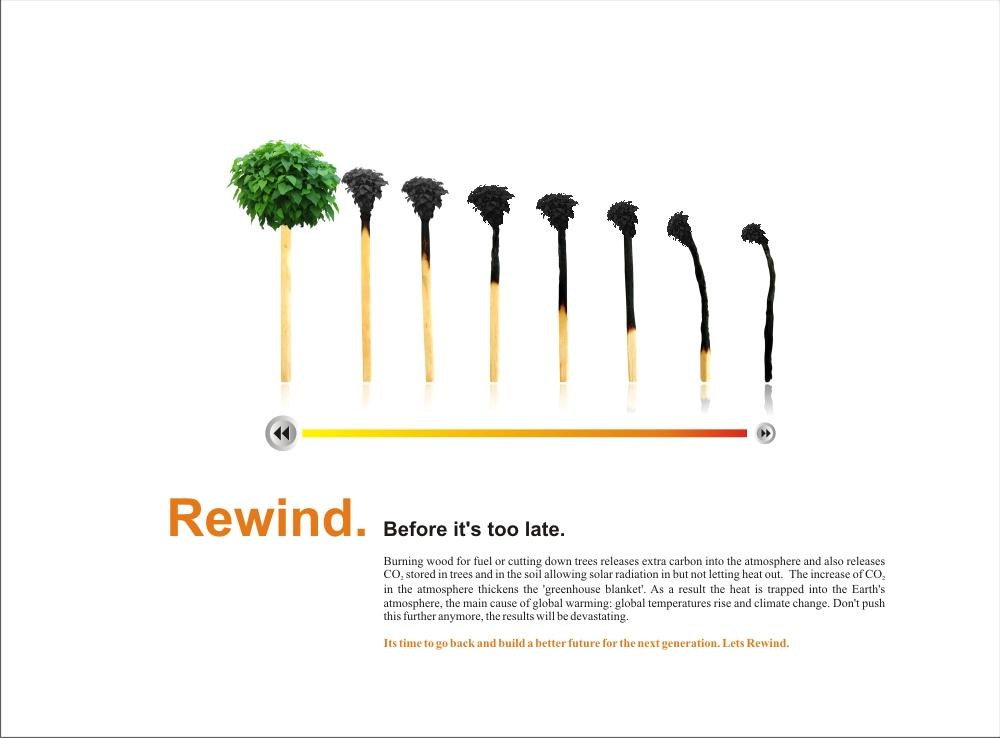 Rewind. Before it's too late.
Burning wood for fuel or cutting down trees releases extra carbon into the atmosphere and also releases
CO₂ stored in trees and in the soil allowing solar radiation in but not letting heat out. The increase of CO₂
in the atmosphere thickens the 'greenhouse blanket'. As a result the heat is trapped into the Earth's
atmosphere, the main cause of global warming: global temperatures rise and climate change. Don't push
this further anymore, the results will be devastating.
Its time to go back and build a better future for the next generation. Lets Rewind.